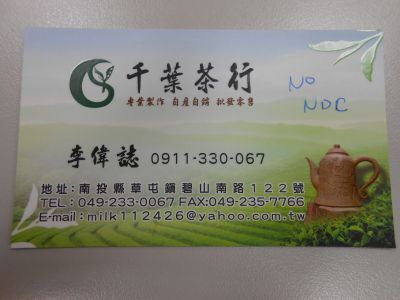 千葉茶行
專業製作 自產自銷 批發零售
NO
NDC
李偉誌 0911-330-067
地址:南投縣草屯鎮碧山南路122號
TEL:049-233-0067 FAX:049-235-7766
E-mail:milk112426@yahoo.com.tw